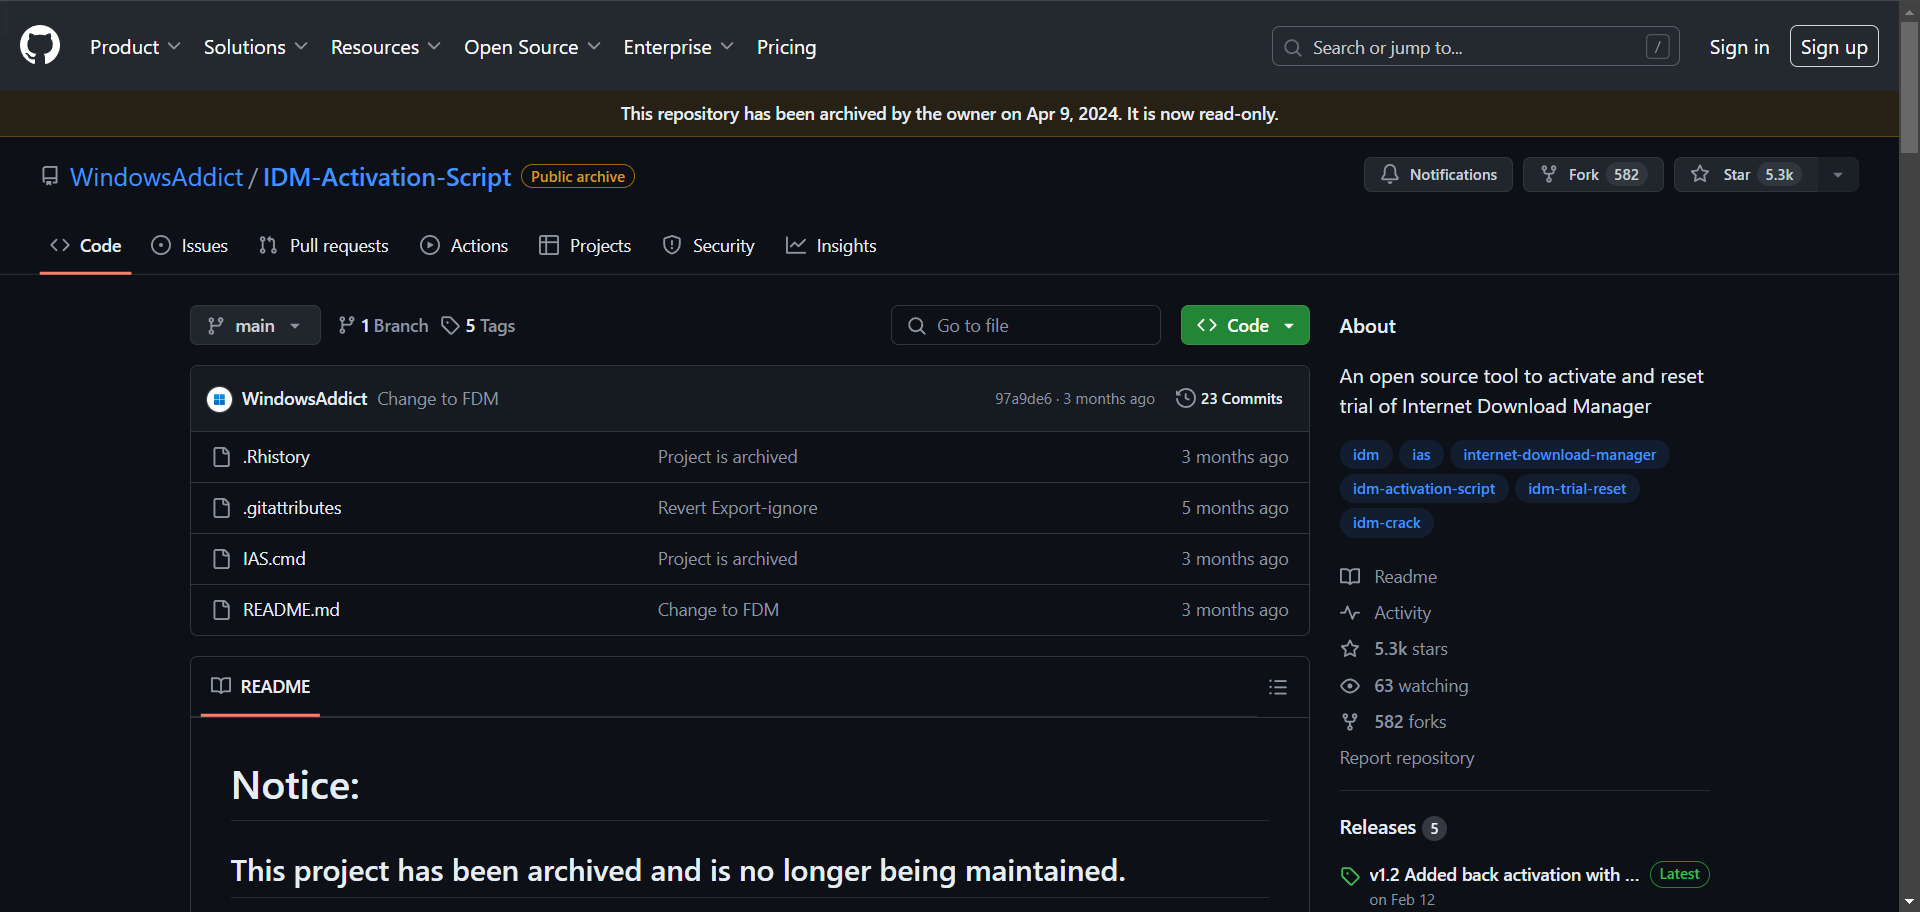 Product Solutions Resources Open Source Enterprise Pricing Search or jump to... / Sign in Sign up
This repository has been archived by the owner on Apr 9, 2024. It is now read-only.
WindowsAddict / IDM-Activation-Script Public archive Notifications Fork 582 Star 5.3k
Code Issues Pull requests Actions Projects Security Insights
main 1 Branch 5 Tags Go to file Code
WindowsAddict Change to FDM 97a9de6 · 3 months ago 23 Commits
.Rhistory Project is archived 3 months ago
.gitattributes Revert Export-ignore 5 months ago
IAS.cmd Project is archived 3 months ago
README.md Change to FDM 3 months ago
README
Notice:
This project has been archived and is no longer being maintained.
About
An open source tool to activate and reset
trial of Internet Download Manager
idm ias internet-download-manager
idm-activation-script idm-trial-reset
idm-crack
Readme
Activity
5.3k stars
63 watching
582 forks
Report repository
Releases 5
v1.2 Added back activation with ... Latest
on Feb 12